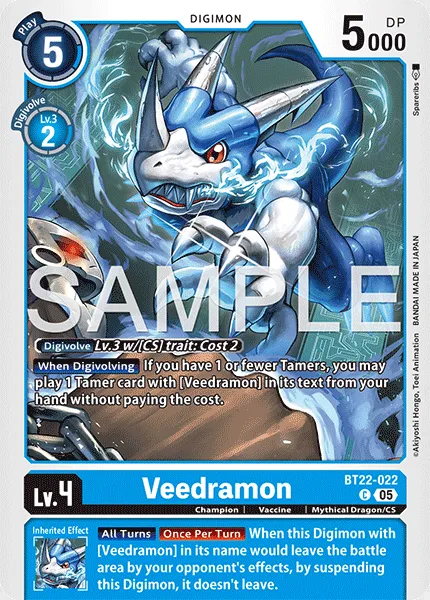 DIGIMON
Play
5
5000
DP
Digivolve
Lv.3
2
Spareribs
SAMPLE
©Akiyoshi Hongo, Toei Animation BANDAI MADE IN JAPAN
Digivolve Lv.3 w/[CS] trait: Cost 2
When Digivolving If you have 1 or fewer Tamers, you may
play 1 Tamer card with [Veedramon] in its text from your
hand without paying the cost.
Lv.4
Veedramon
BT22-022
C 05
Champion | Vaccine | Mythical Dragon/CS
Inherited Effect
All Turns Once Per Turn When this Digimon with
[Veedramon] in its name would leave the battle
area by your opponent's effects, by suspending
this Digimon, it doesn't leave.